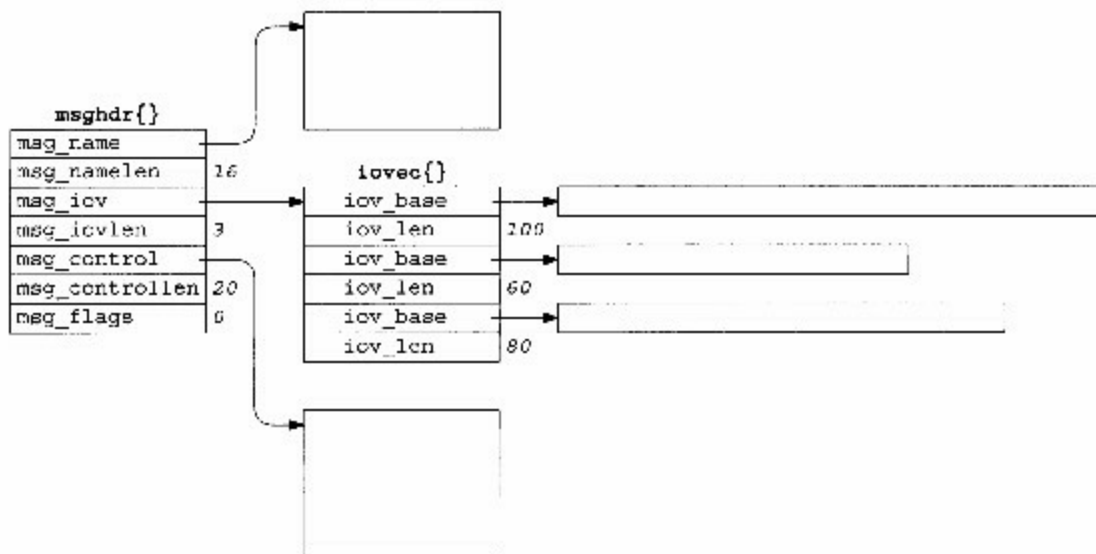 msghdr{}
msg_name
msg_namelen 16
msg_iov
msg_iovlen 3
msg_control
msg_controllen 20
msg_flags 0
iovec{}
iov_base
iov_len 100
iov_base
iov_len 60
iov_base
iov_len 80